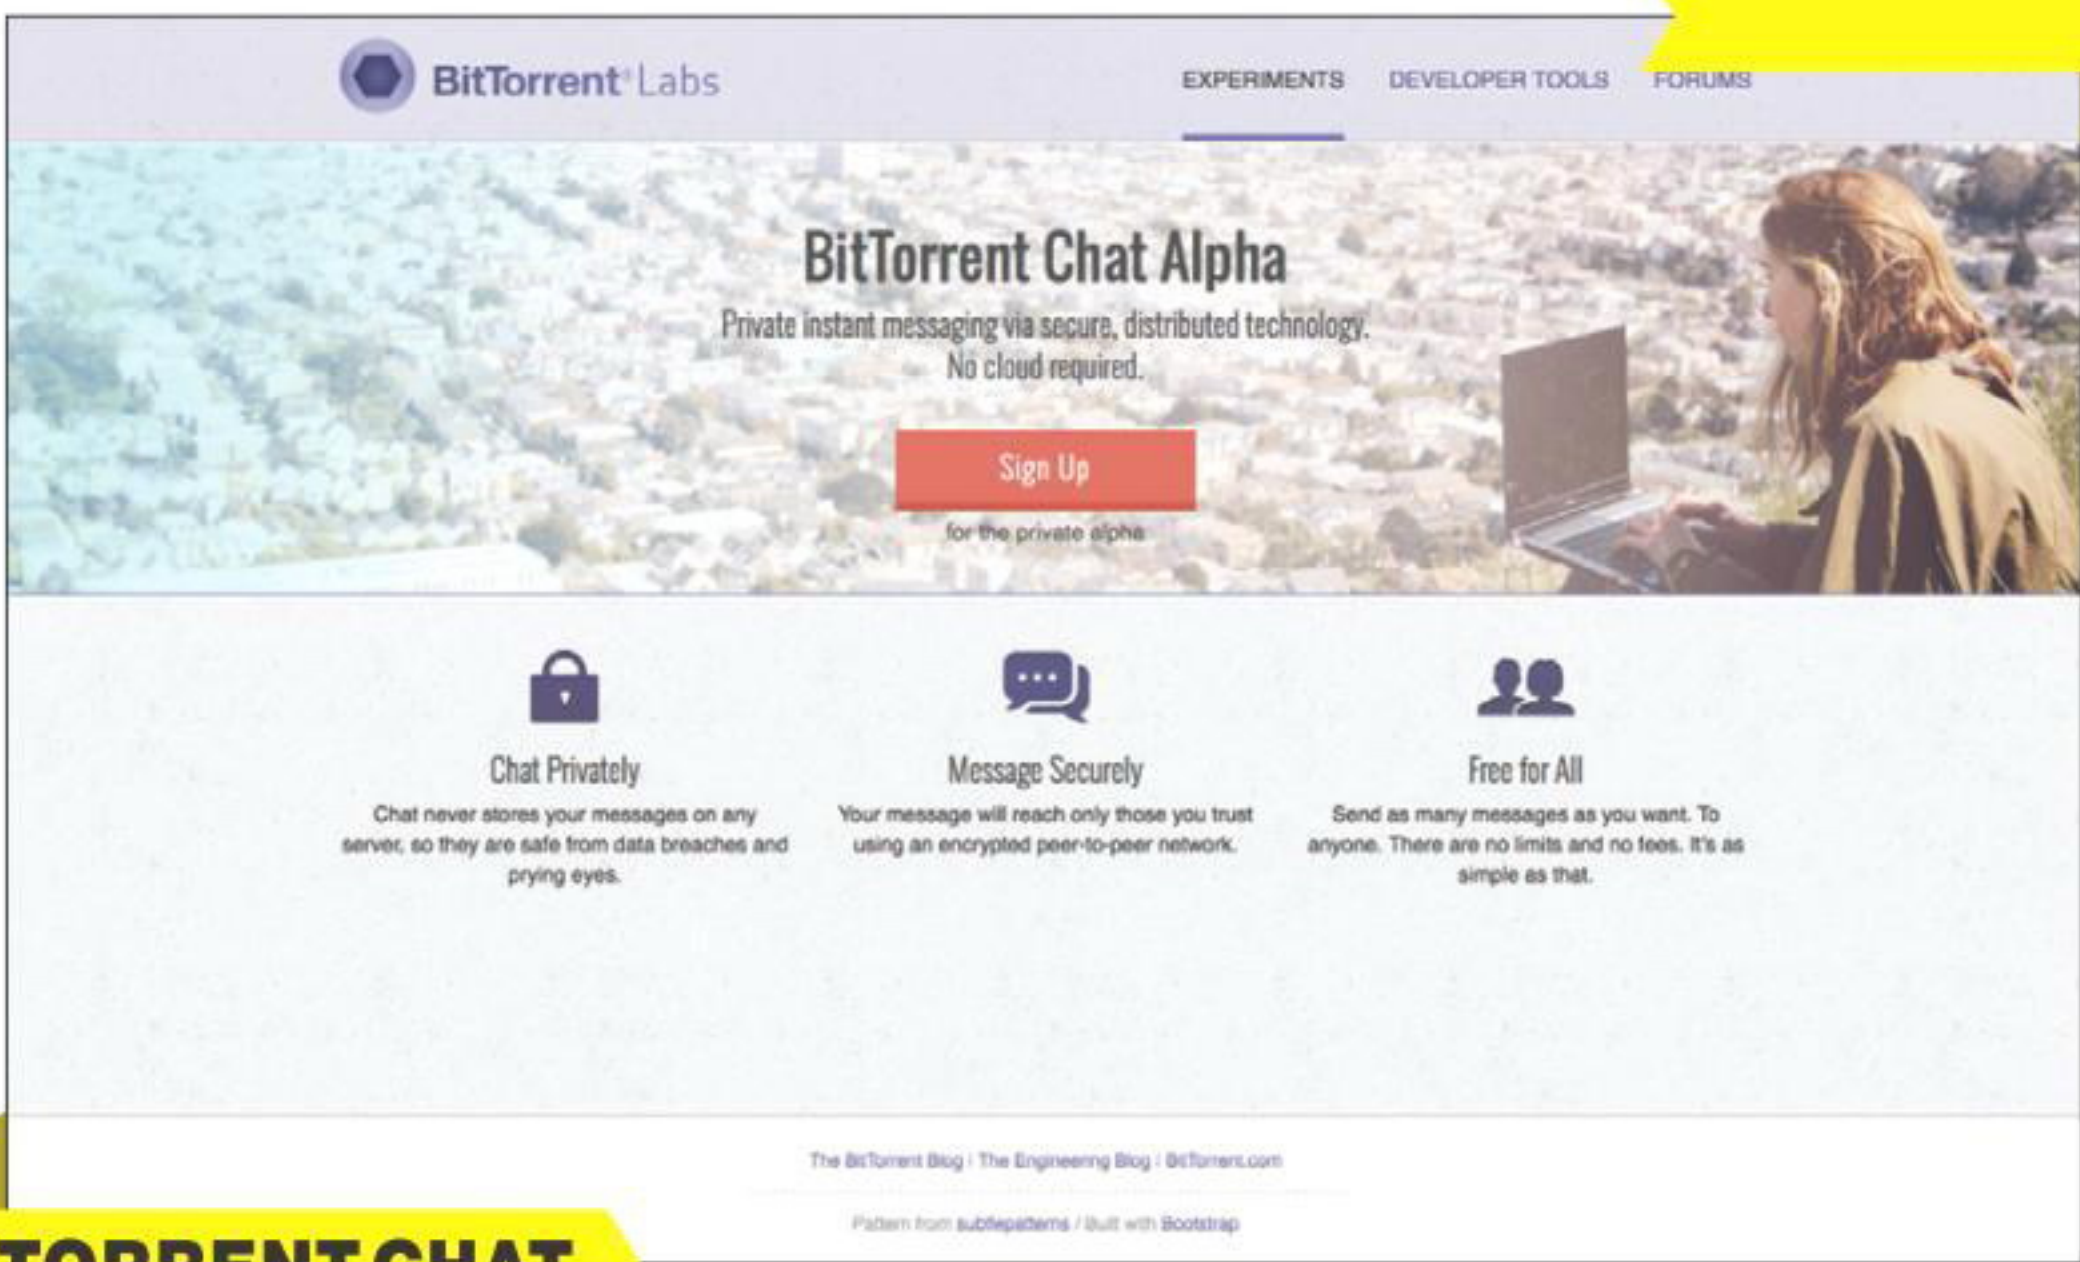 BitTorrent® Labs
EXPERIMENTS DEVELOPER TOOLS FORUMS
BitTorrent Chat Alpha
Private instant messaging via secure, distributed technology.
No cloud required.
Sign Up
for the private alpha
Chat Privately
Chat never stores your messages on any
server, so they are safe from data breaches and
prying eyes.
Message Securely
Your message will reach only those you trust
using an encrypted peer-to-peer network.
Free for All
Send as many messages as you want. To
anyone. There are no limits and no fees. It's as
simple as that.
The BitTorrent Blog | The Engineering Blog | BitTorrent.com
Pattern from subtlepatterns / Built with Bootstrap
TORRENT CHAT